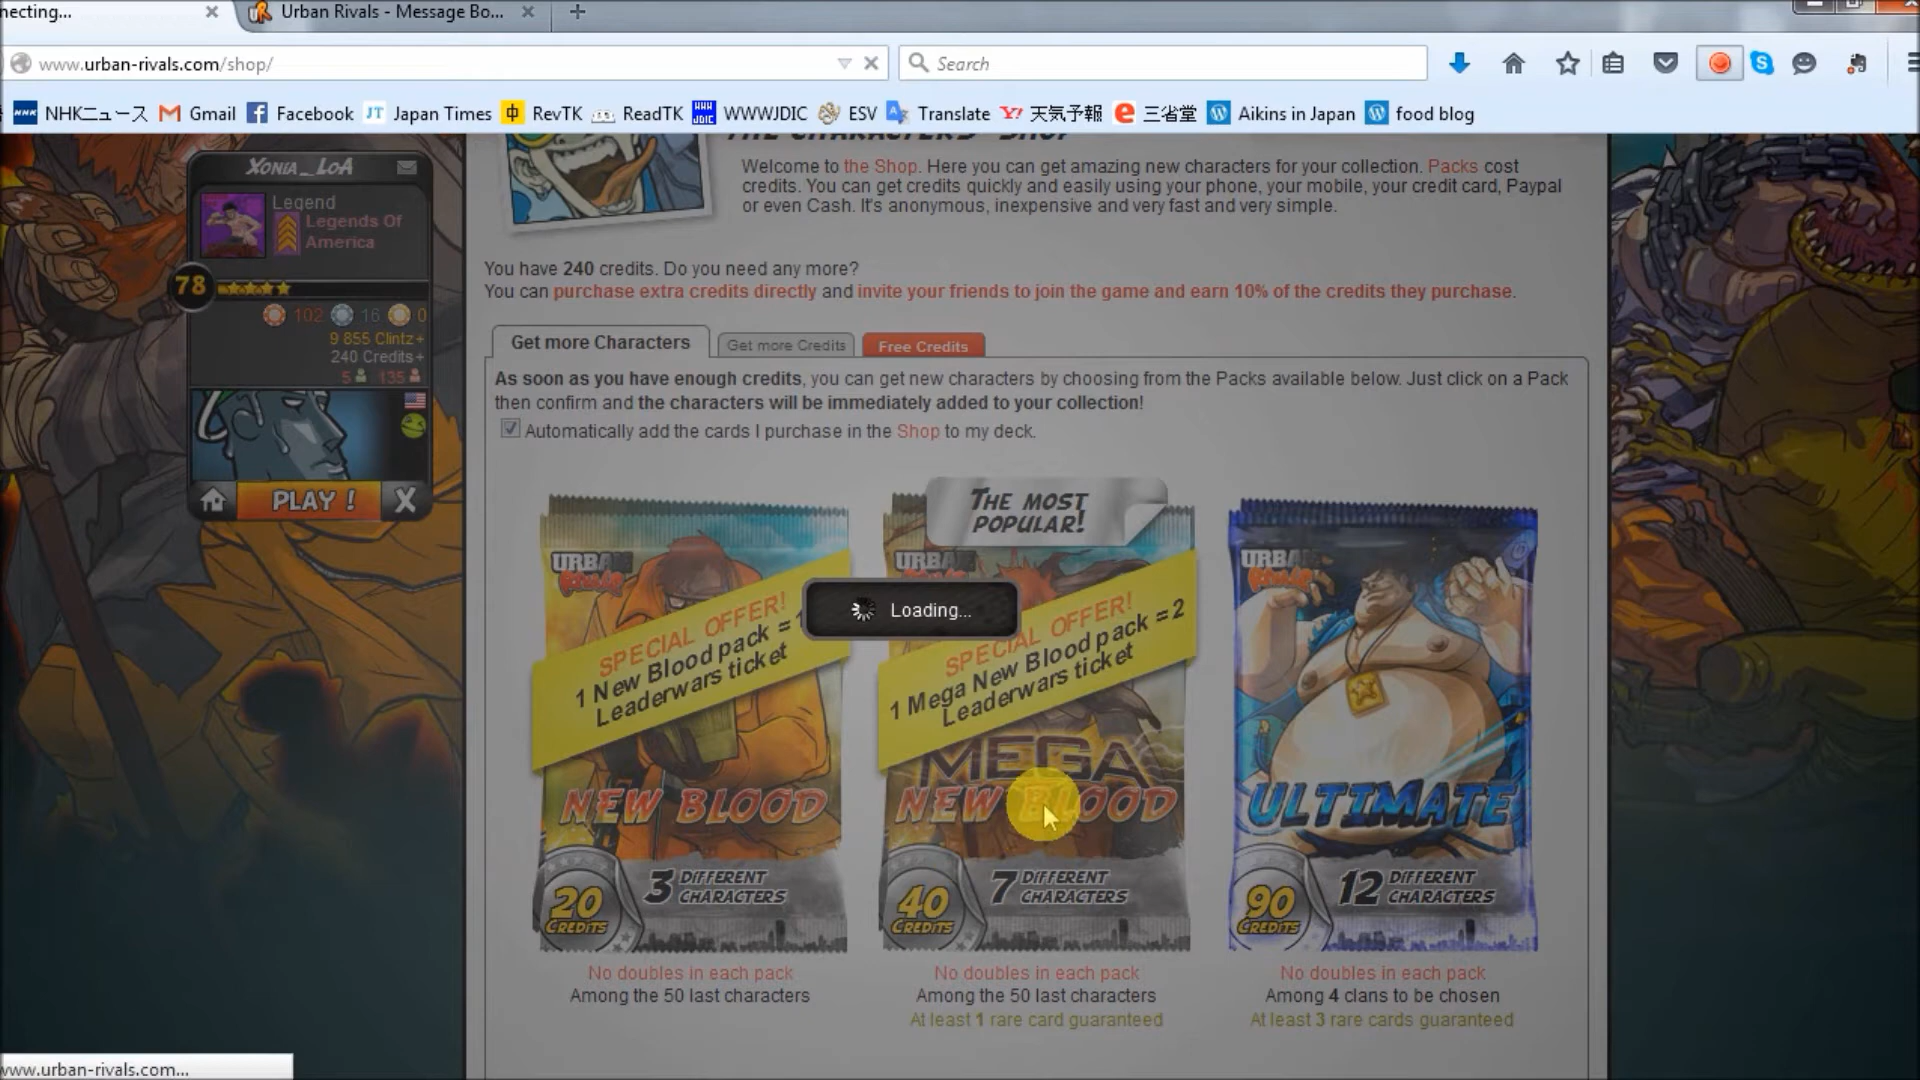 necting...
Urban Rivals - Message Bo...
www.urban-rivals.com/shop/
Search
NHKニュース
Gmail
Facebook
JT Japan Times
中 RevTK
ReadTK
WWWJDIC
ESV
Translate
天気予報
三省堂
Aikins in Japan
food blog
THE CHARACTERS' SHOP
Welcome to the Shop. Here you can get amazing new characters for your collection. Packs cost
credits. You can get credits quickly and easily using your phone, your mobile, your credit card, Paypal
or even Cash. It's anonymous, inexpensive and very fast and very simple.
XONIA_LOA
Legend
Legends Of
America
78
102 16 0
9 855 Clintz+
240 Credits+
5 135
PLAY !
X
You have 240 credits. Do you need any more?
You can purchase extra credits directly and invite your friends to join the game and earn 10% of the credits they purchase.
Get more Characters
Get more Credits
Free Credits
As soon as you have enough credits, you can get new characters by choosing from the Packs available below. Just click on a Pack
then confirm and the characters will be immediately added to your collection!
Automatically add the cards I purchase in the Shop to my deck.
URBAN
RIVALS
SPECIAL OFFER!
1 New Blood pack = 1
Leaderwars ticket
NEW BLOOD
20
CREDITS
3 DIFFERENT
CHARACTERS
No doubles in each pack
Among the 50 last characters
THE MOST
POPULAR!
URBAN
Loading...
SPECIAL OFFER!
1 Mega New Blood pack = 2
Leaderwars ticket
MEGA
NEW BLOOD
40
CREDITS
7 DIFFERENT
CHARACTERS
No doubles in each pack
Among the 50 last characters
At least 1 rare card guaranteed
URBAN
RIVALS
ULTIMATE
90
CREDITS
12 DIFFERENT
CHARACTERS
No doubles in each pack
Among 4 clans to be chosen
At least 3 rare cards guaranteed
www.urban-rivals.com...